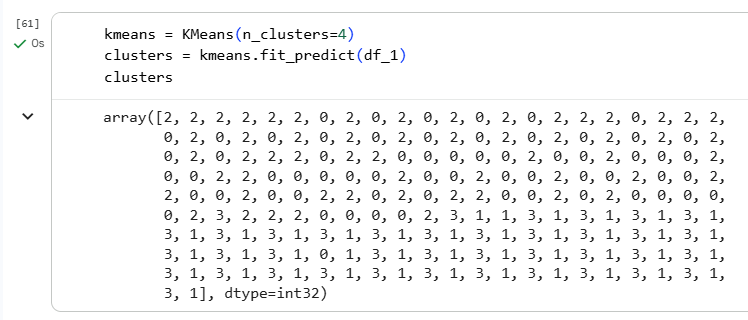 [61]
0s
kmeans = KMeans(n_clusters=4)
clusters = kmeans.fit_predict(df_1)
clusters
array([2, 2, 2, 2, 2, 2, 0, 2, 0, 2, 0, 2, 0, 2, 0, 2, 2, 2, 0, 2, 2, 2,
0, 2, 0, 2, 0, 2, 0, 2, 0, 2, 0, 2, 0, 2, 0, 2, 0, 2, 0, 2,
0, 2, 0, 2, 2, 2, 0, 2, 2, 0, 0, 0, 0, 0, 2, 0, 0, 2, 0, 0, 0, 2,
0, 0, 2, 2, 0, 0, 0, 0, 0, 2, 0, 0, 2, 0, 0, 2, 0, 0, 2, 0, 0, 2,
2, 0, 0, 2, 0, 0, 2, 2, 0, 2, 0, 2, 2, 0, 0, 2, 0, 2, 0, 0, 0, 0,
0, 2, 3, 2, 2, 2, 0, 0, 0, 0, 2, 3, 1, 1, 3, 1, 3, 1, 3, 1, 3, 1,
3, 1, 3, 1, 3, 1, 3, 1, 3, 1, 3, 1, 3, 1, 3, 1, 3, 1, 3, 1, 3, 1,
3, 1, 3, 1, 3, 1, 0, 1, 3, 1, 3, 1, 3, 1, 3, 1, 3, 1, 3, 1, 3, 1,
3, 1, 3, 1, 3, 1, 3, 1, 3, 1, 3, 1, 3, 1, 3, 1, 3, 1, 3, 1, 3, 1,
3, 1], dtype=int32)